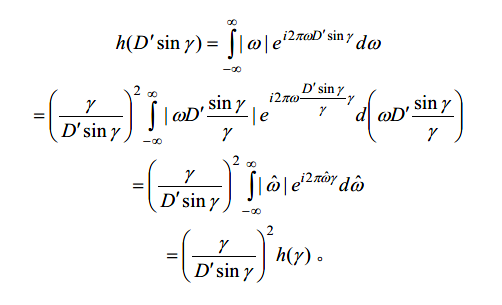 h(D′ sin γ) = ∫_{−∞}^{∞} |ω| e^{i2πωD′ sin γ} dω
= (γ / (D′ sin γ))² ∫_{−∞}^{∞} |ωD′ (sin γ / γ)| e^{i2πω (D′ sin γ / γ) γ} d(ωD′ (sin γ / γ))
= (γ / (D′ sin γ))² ∫_{−∞}^{∞} |ω̂| e^{i2πω̂γ} dω̂
= (γ / (D′ sin γ))² h(γ) 。